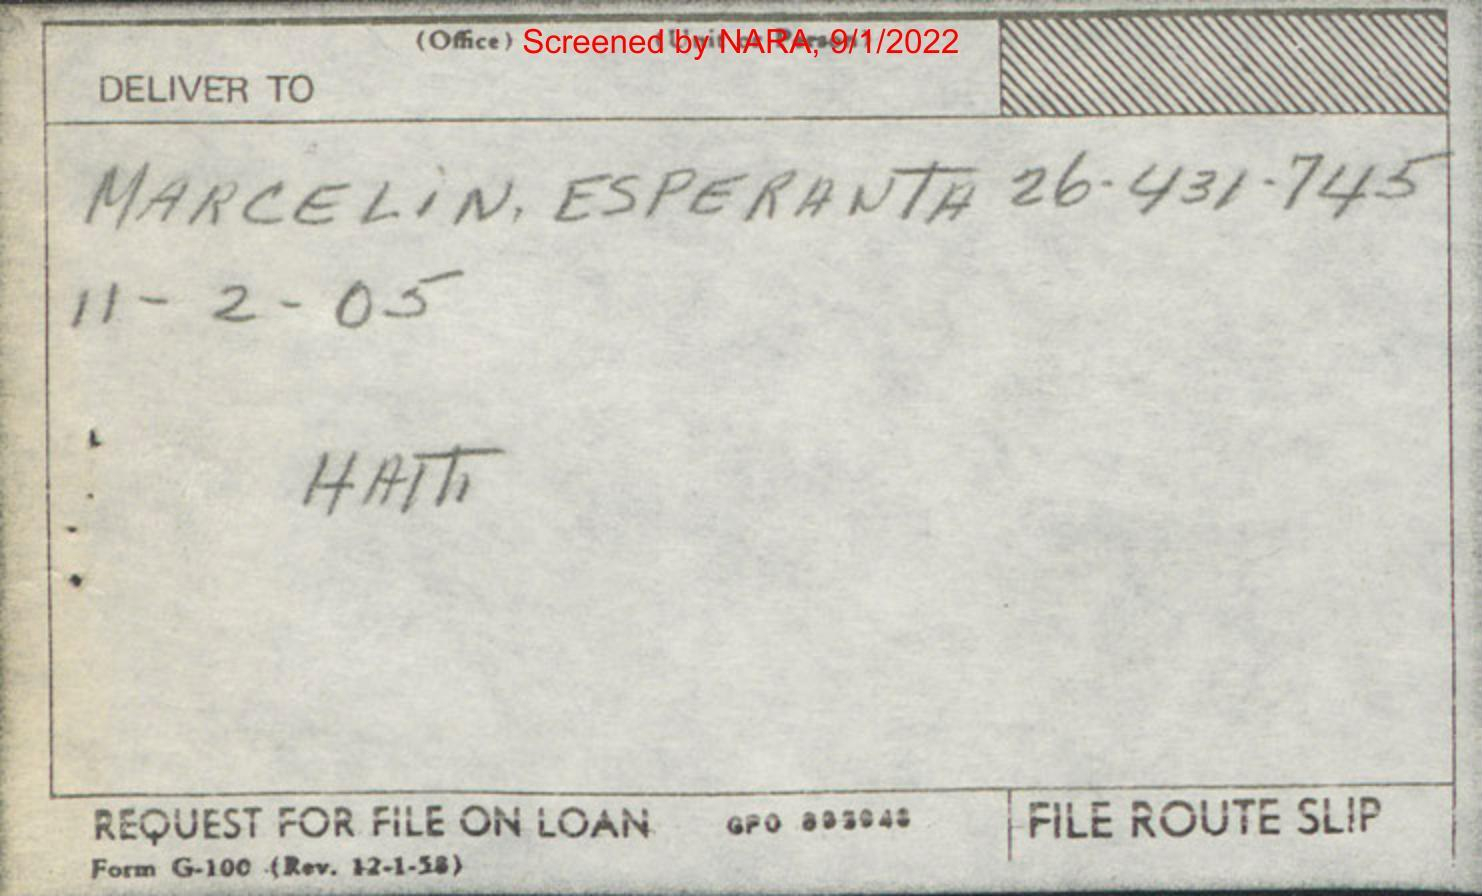 (Office) Screened by NARA, 9/1/2022
DELIVER TO
MARCELIN, ESPERANTA 26-431-745
11-2-05
HAITI
REQUEST FOR FILE ON LOAN GPO FILE ROUTE SLIP
Form G-100 (Rev. 12-1-58)